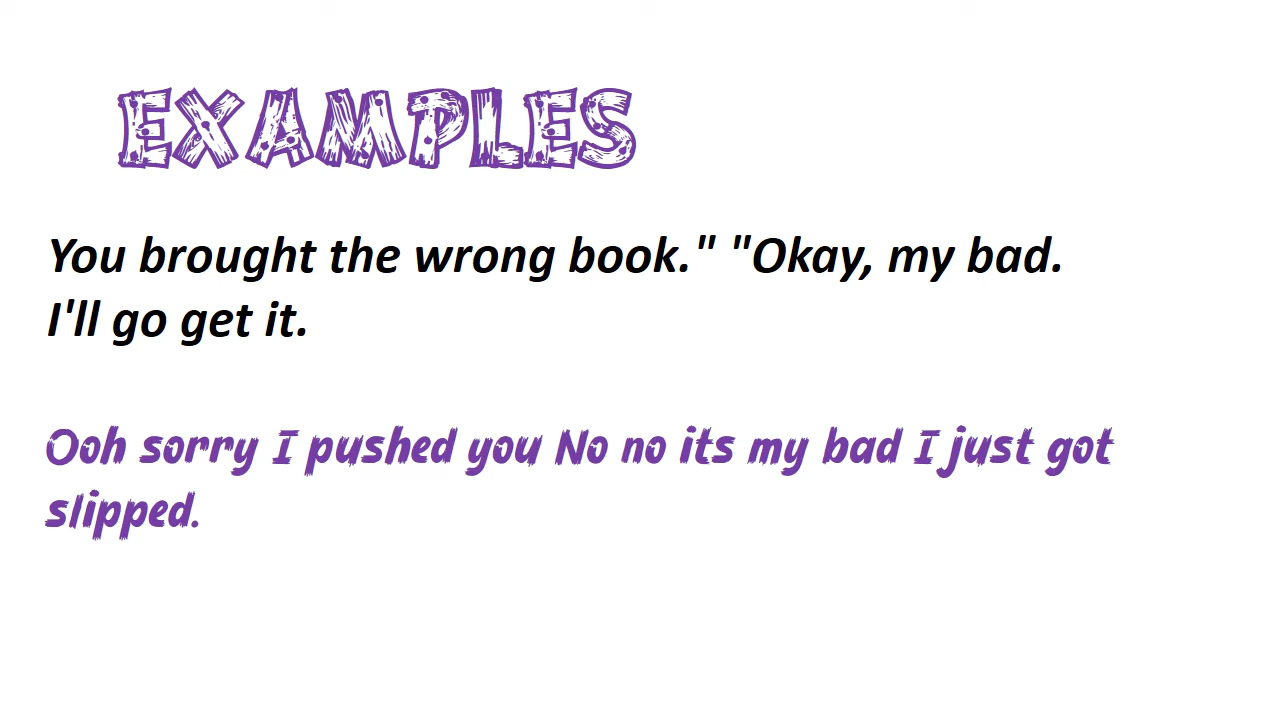 EXAMPLES
You brought the wrong book." "Okay, my bad.
I'll go get it.
Ooh sorry I pushed you No no its my bad I just got
slipped.